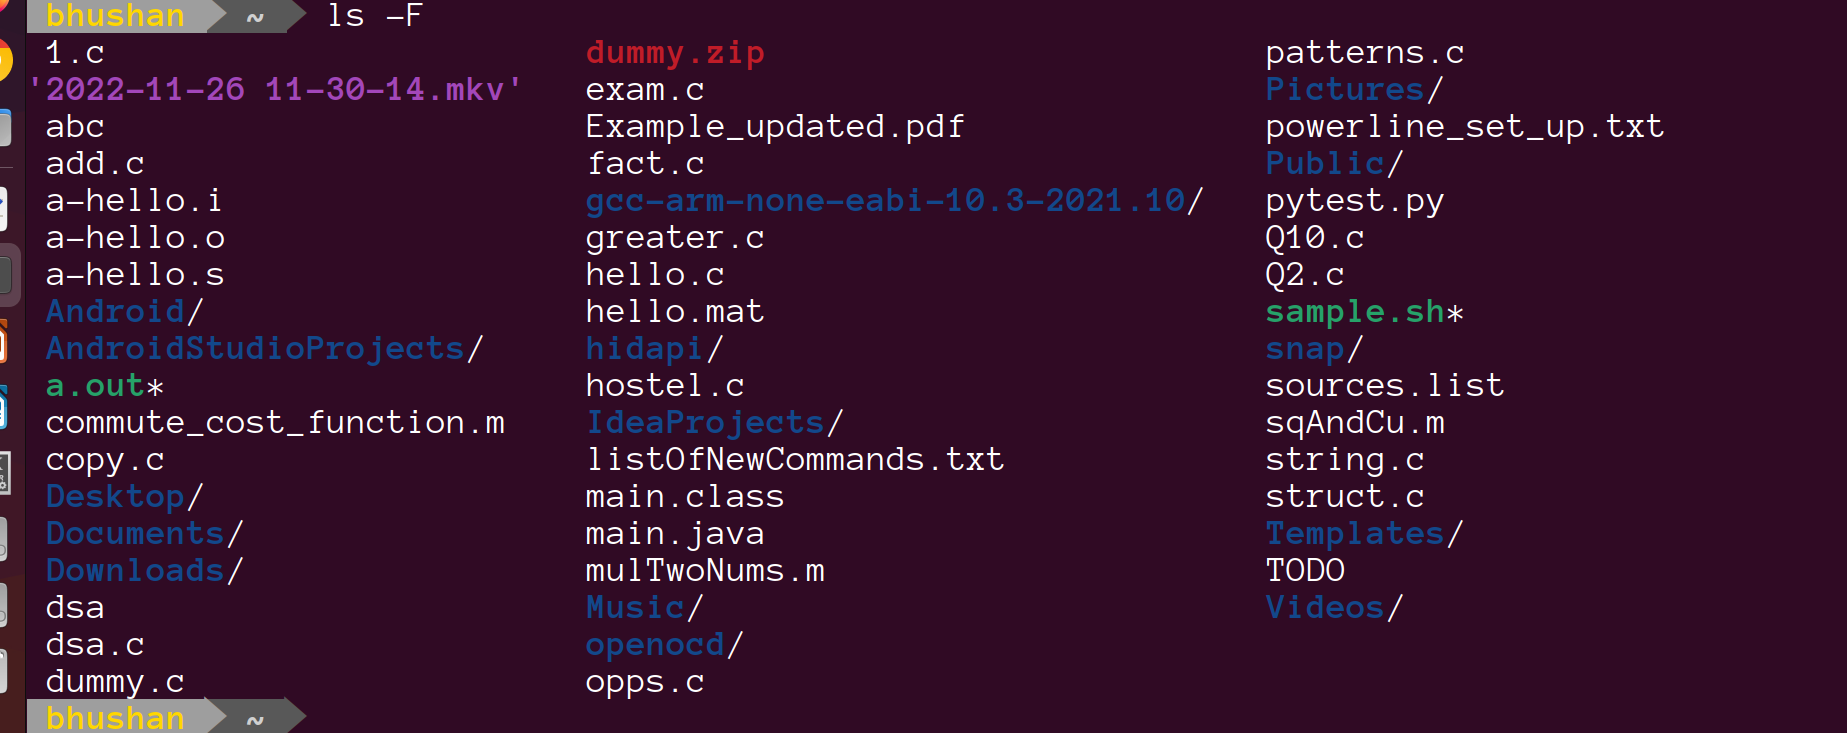 bhushan ~ ls -F
1.c dummy.zip patterns.c
'2022-11-26 11-30-14.mkv' exam.c Pictures/
abc Example_updated.pdf powerline_set_up.txt
add.c fact.c Public/
a-hello.i gcc-arm-none-eabi-10.3-2021.10/ pytest.py
a-hello.o greater.c Q10.c
a-hello.s hello.c Q2.c
Android/ hello.mat sample.sh*
AndroidStudioProjects/ hidapi/ snap/
a.out* hostel.c sources.list
commute_cost_function.m IdeaProjects/ sqAndCu.m
copy.c listOfNewCommands.txt string.c
Desktop/ main.class struct.c
Documents/ main.java Templates/
Downloads/ mulTwoNums.m TODO
dsa Music/ Videos/
dsa.c openocd/
dummy.c opps.c
bhushan ~